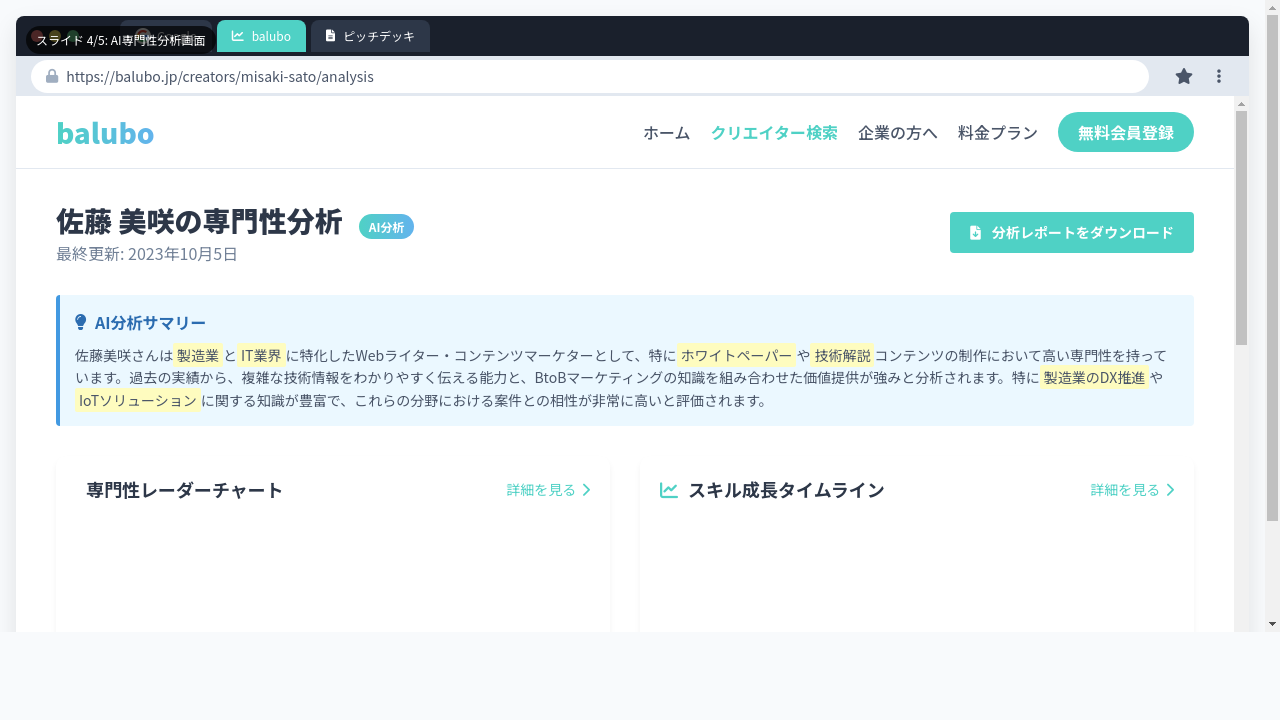 スライド 4/5: AI専門性分析画面
balubo
ピッチデッキ
https://balubo.jp/creators/misaki-sato/analysis
balubo
ホーム
クリエイター検索
企業の方へ
料金プラン
無料会員登録
佐藤 美咲の専門性分析
AI分析
最終更新: 2023年10月5日
分析レポートをダウンロード
AI分析サマリー
佐藤美咲さんは製造業とIT業界に特化したWebライター・コンテンツマーケターとして、特にホワイトペーパーや技術解説コンテンツの制作において高い専門性を持って
います。過去の実績から、複雑な技術情報をわかりやすく伝える能力と、BtoBマーケティングの知識を組み合わせた価値提供が強みと分析されます。特に製造業のDX推進や
IoTソリューションに関する知識が豊富で、これらの分野における案件との相性が非常に高いと評価されます。
専門性レーダーチャート
詳細を見る
スキル成長タイムライン
詳細を見る